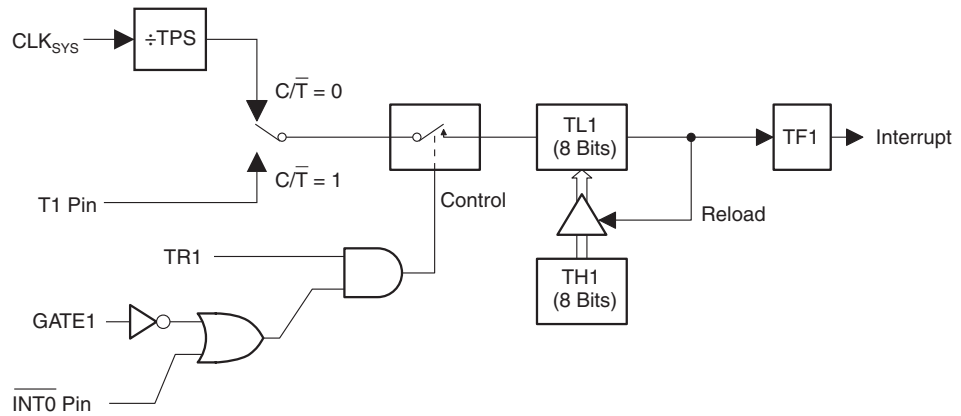 CLK_SYS
÷TPS
C/T̅ = 0
C/T̅ = 1
T1 Pin
TL1
(8 Bits)
TF1
Interrupt
Control
Reload
TR1
TH1
(8 Bits)
GATE1
I̅N̅T̅0̅ Pin